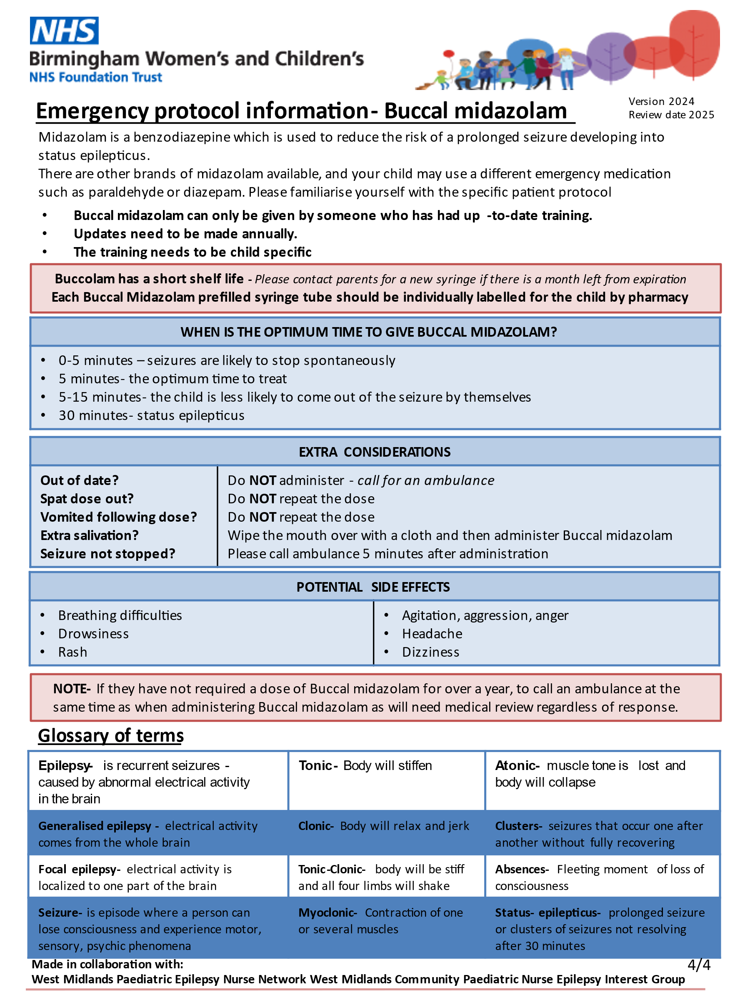 NHS
Birmingham Women's and Children's
NHS Foundation Trust
Emergency protocol information- Buccal midazolam
Version 2024
Review date 2025
Midazolam is a benzodiazepine which is used to reduce the risk of a prolonged seizure developing into
status epilepticus.
There are other brands of midazolam available, and your child may use a different emergency medication
such as paraldehyde or diazepam. Please familiarise yourself with the specific patient protocol
• Buccal midazolam can only be given by someone who has had up -to-date training.
• Updates need to be made annually.
• The training needs to be child specific
Buccolam has a short shelf life - Please contact parents for a new syringe if there is a month left from expiration
Each Buccal Midazolam prefilled syringe tube should be individually labelled for the child by pharmacy
WHEN IS THE OPTIMUM TIME TO GIVE BUCCAL MIDAZOLAM?
• 0-5 minutes – seizures are likely to stop spontaneously
• 5 minutes- the optimum time to treat
• 5-15 minutes- the child is less likely to come out of the seizure by themselves
• 30 minutes- status epilepticus
EXTRA CONSIDERATIONS
Out of date? Do NOT administer - call for an ambulance
Spat dose out? Do NOT repeat the dose
Vomited following dose? Do NOT repeat the dose
Extra salivation? Wipe the mouth over with a cloth and then administer Buccal midazolam
Seizure not stopped? Please call ambulance 5 minutes after administration
POTENTIAL SIDE EFFECTS
• Breathing difficulties
• Drowsiness
• Rash
• Agitation, aggression, anger
• Headache
• Dizziness
NOTE- If they have not required a dose of Buccal midazolam for over a year, to call an ambulance at the
same time as when administering Buccal midazolam as will need medical review regardless of response.
Glossary of terms
Epilepsy- is recurrent seizures -
caused by abnormal electrical activity
in the brain
Tonic- Body will stiffen
Atonic- muscle tone is lost and
body will collapse
Generalised epilepsy - electrical activity
comes from the whole brain
Clonic- Body will relax and jerk
Clusters- seizures that occur one after
another without fully recovering
Focal epilepsy- electrical activity is
localized to one part of the brain
Tonic-Clonic- body will be stiff
and all four limbs will shake
Absences- Fleeting moment of loss of
consciousness
Seizure- is episode where a person can
lose consciousness and experience motor,
sensory, psychic phenomena
Myoclonic- Contraction of one
or several muscles
Status- epilepticus- prolonged seizure
or clusters of seizures not resolving
after 30 minutes
Made in collaboration with:
West Midlands Paediatric Epilepsy Nurse Network West Midlands Community Paediatric Nurse Epilepsy Interest Group
4/4